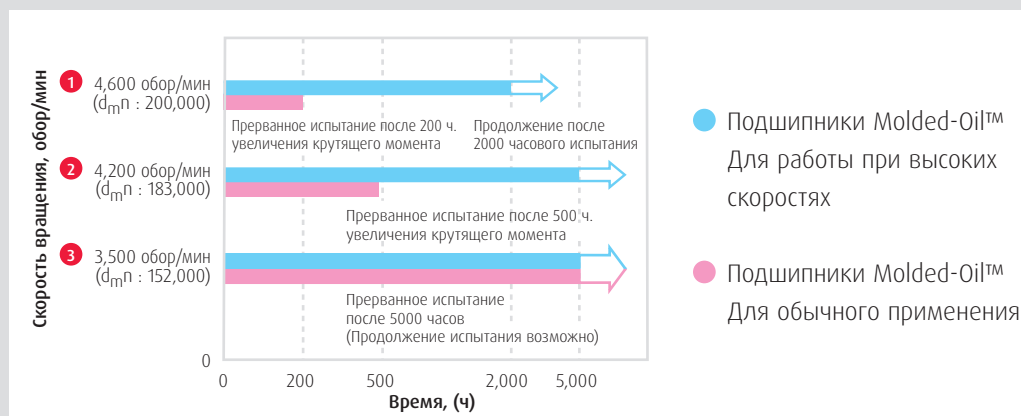 Скорость вращения, обор/мин
1
4,600 обор/мин
(dmn : 200,000)
Прерванное испытание после 200 ч.
увеличения крутящего момента
Продолжение после
2000 часового испытания
2
4,200 обор/мин
(dmn : 183,000)
Прерванное испытание после 500 ч.
увеличения крутящего момента
3
3,500 обор/мин
(dmn : 152,000)
Прерванное испытание
после 5000 часов
(Продолжение испытания возможно)
0
0 200 500 2,000 5,000
Время, (ч)
Подшипники Molded-Oil™
Для работы при высоких
скоростях
Подшипники Molded-Oil™
Для обычного применения